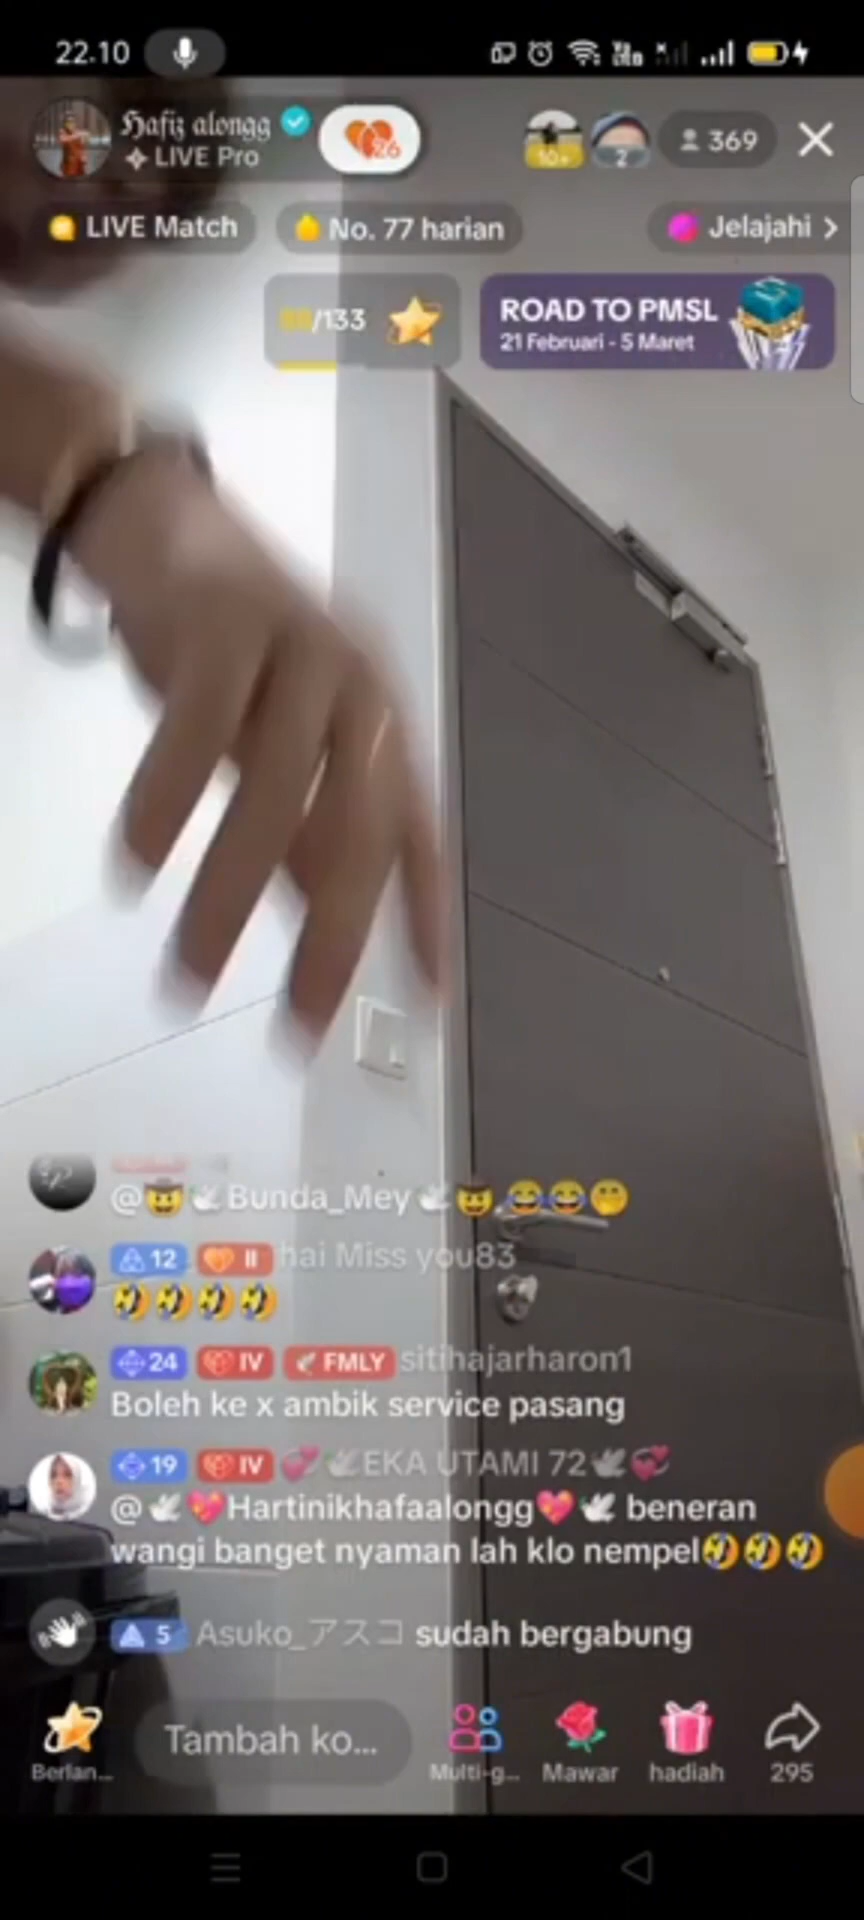 22.10
Hafiz alongg
LIVE Pro
26
10+
2
369
LIVE Match
No. 77 harian
Jelajahi >
/133
ROAD TO PMSL
21 Februari - 5 Maret
@🤠🕊Bunda_Mey🕊🤠😂😂🤭
12 II hai Miss you83
🤣🤣🤣🤣
24 IV FMLY sitihajarharon1
Boleh ke x ambik service pasang
19 IV 💞🕊EKA UTAMI 72🕊💞
@🕊💖Hartinikhafaalongg💖🕊 beneran
wangi banget nyaman lah klo nempel🤣🤣🤣
5 Asuko_アスコ sudah bergabung
Berlan...
Tambah ko...
Multi-g...
Mawar
hadiah
295